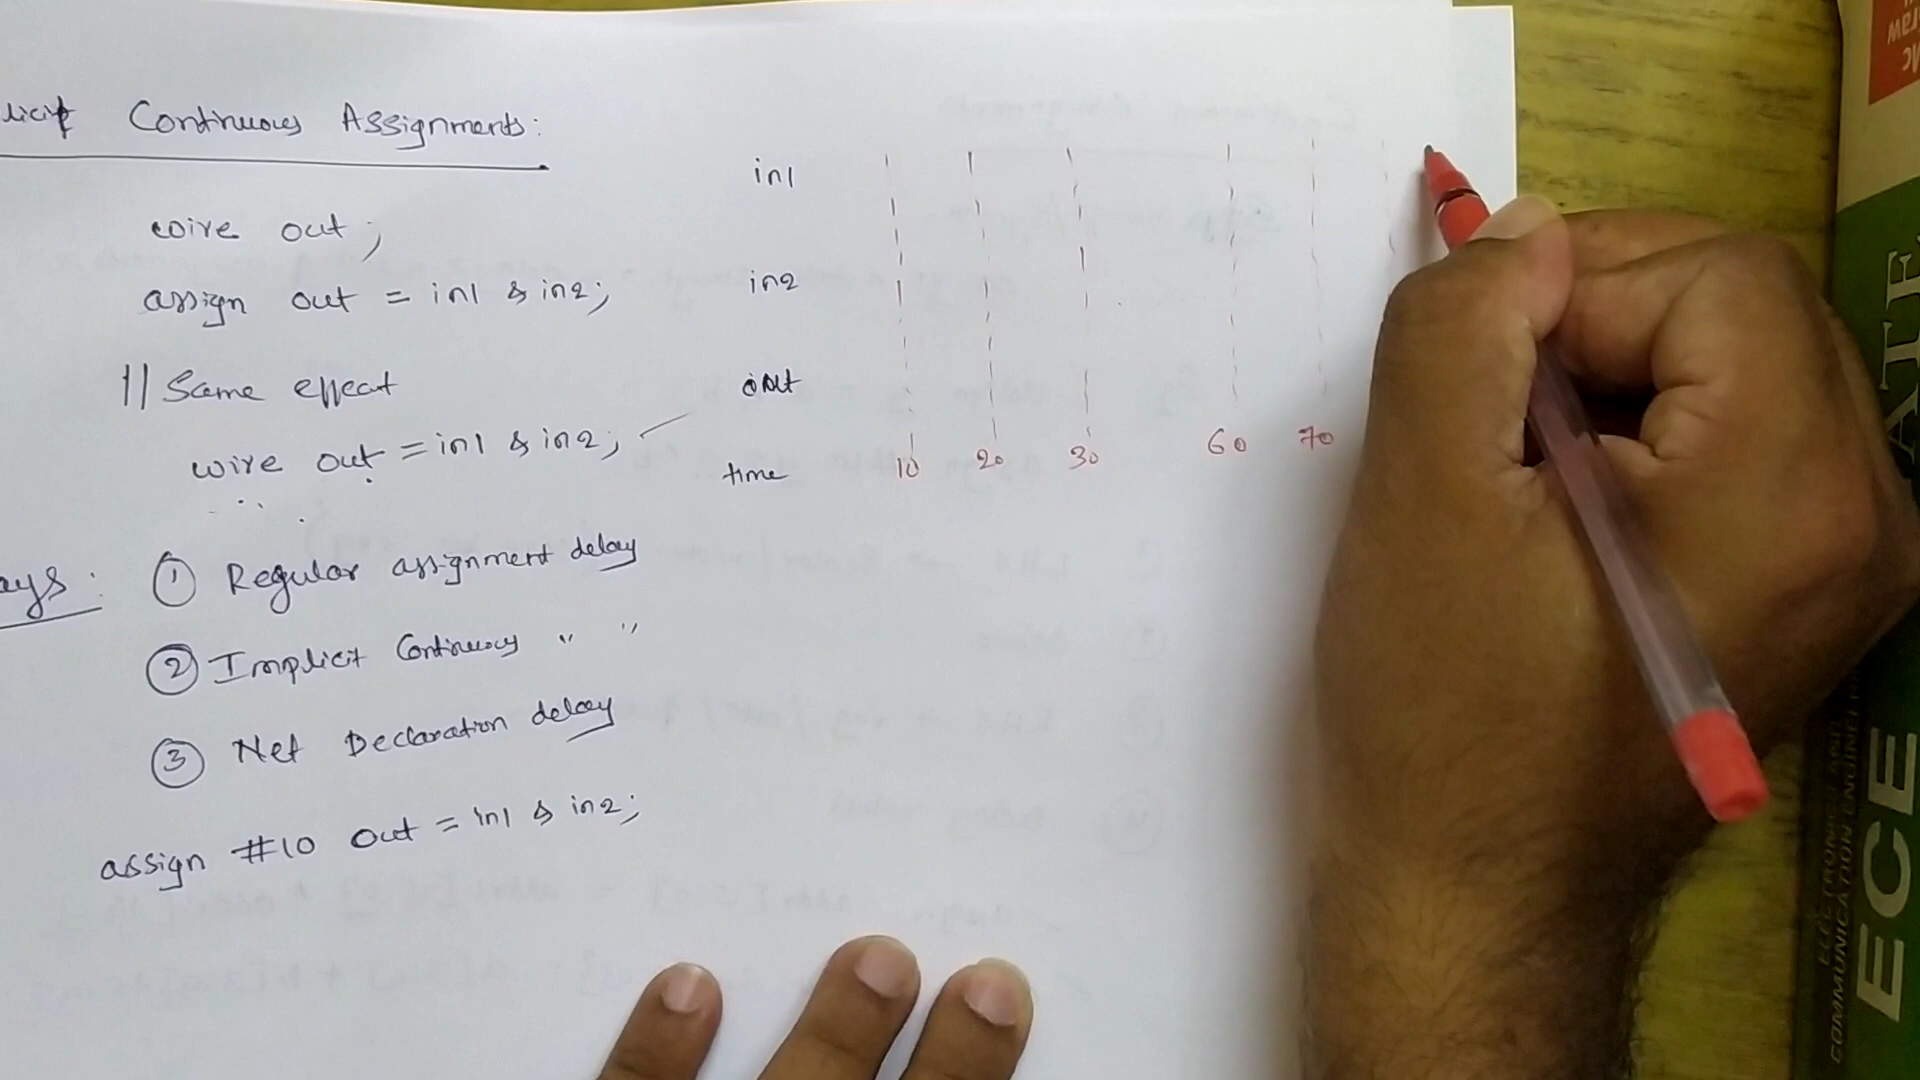 Continuous Assignments:
wire out;
assign out = in1 & in2;
|| Same effect
wire out = in1 & in2;
① Regular assignment delay
② Implicit Continuous " "
③ Net Declaration delay
assign #10 out = in1 & in2;
in1
in2
out
time 10 20 30 60 70
ECE